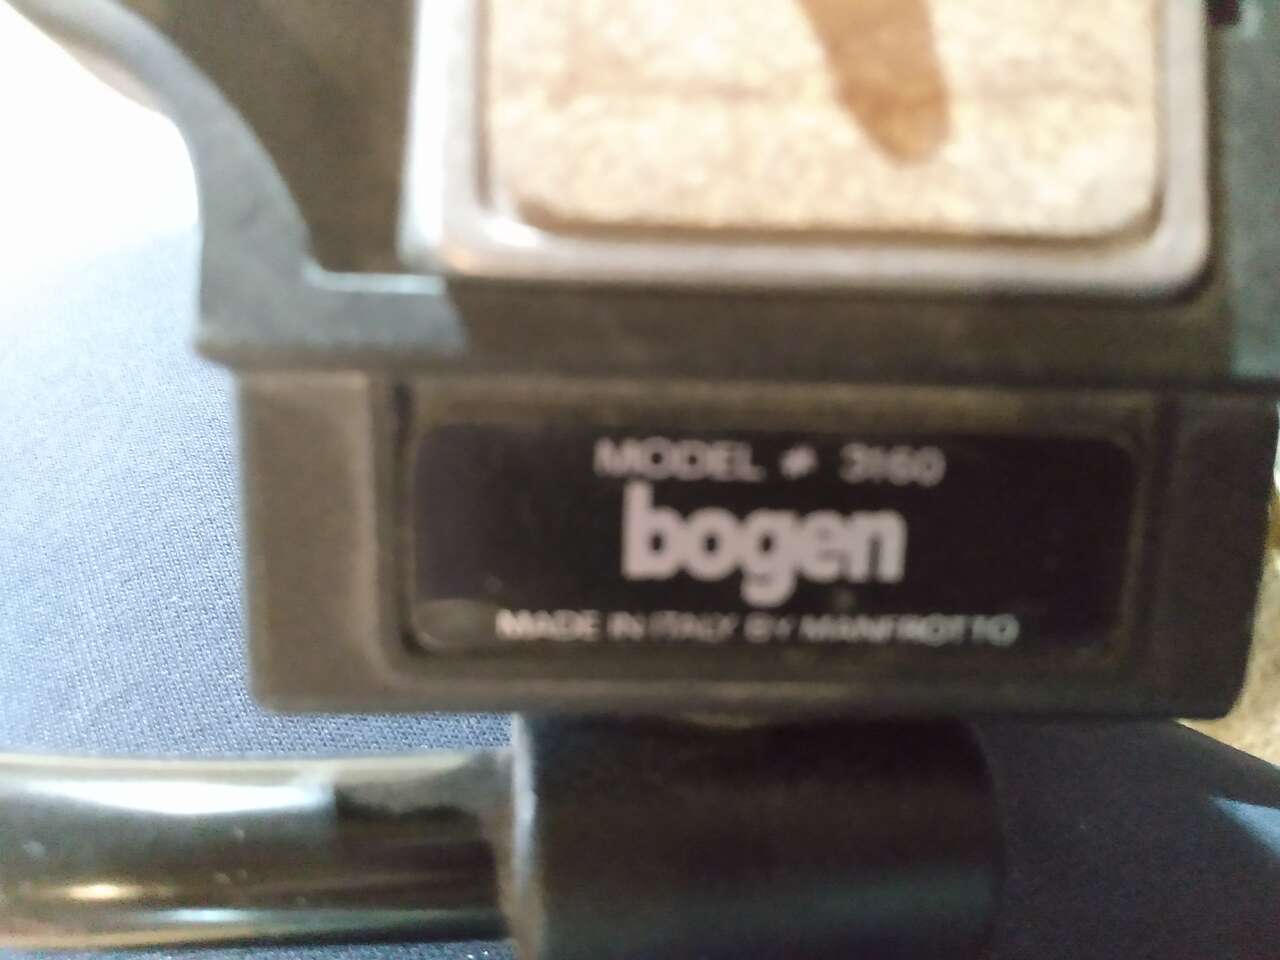 MODEL # 3160
bogen
MADE IN ITALY BY MANFROTTO